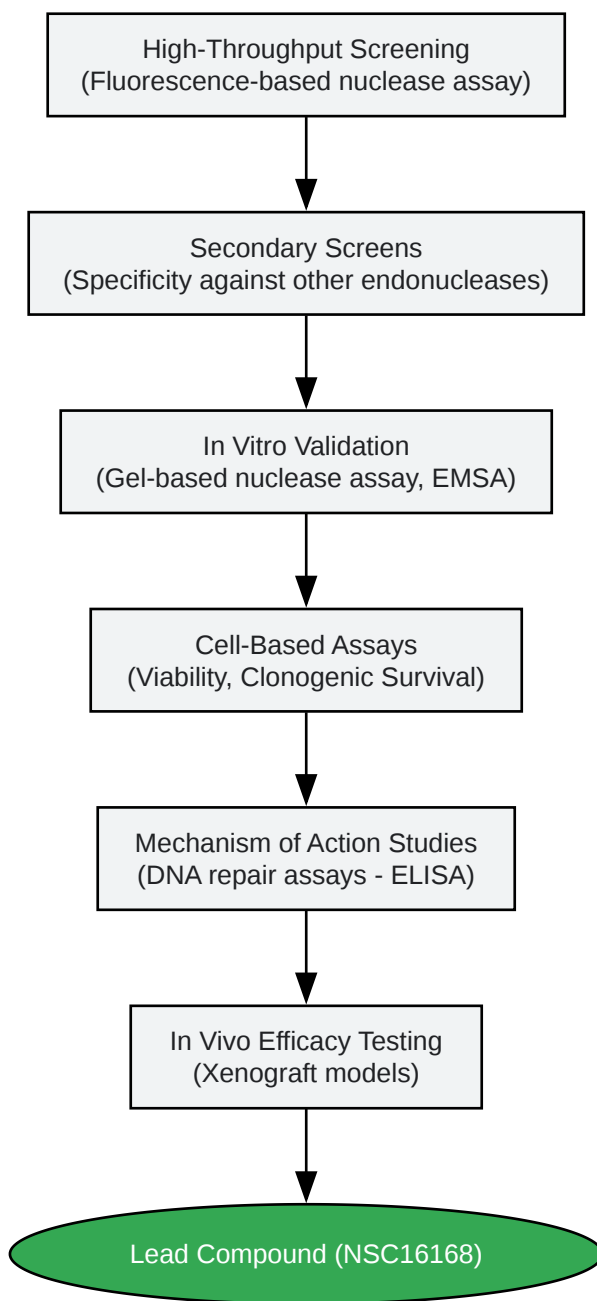 High-Throughput Screening
(Fluorescence-based nuclease assay)
Secondary Screens
(Specificity against other endonucleases)
In Vitro Validation
(Gel-based nuclease assay, EMSA)
Cell-Based Assays
(Viability, Clonogenic Survival)
Mechanism of Action Studies
(DNA repair assays - ELISA)
In Vivo Efficacy Testing
(Xenograft models)
Lead Compound (NSC16168)